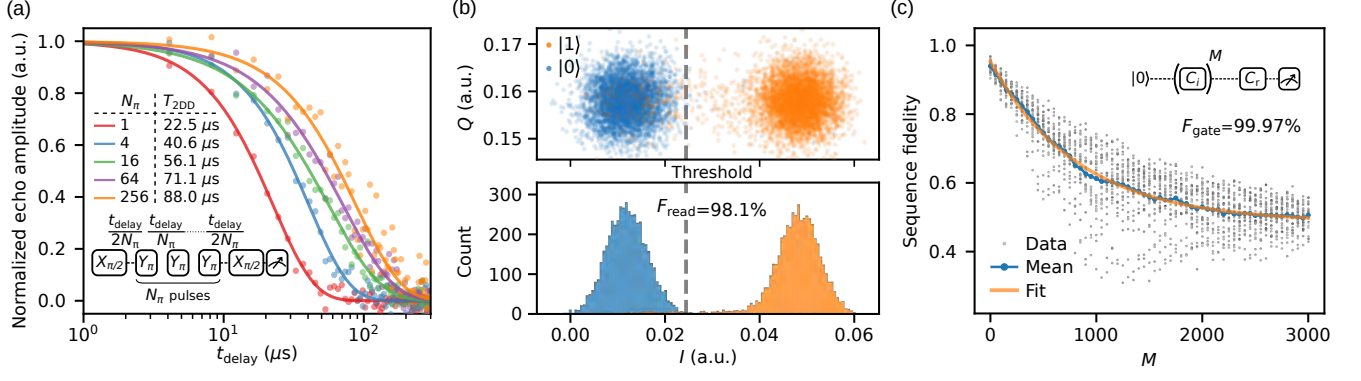 (a)
Normalized echo amplitude (a.u.)
1.0
0.8
0.6
0.4
0.2
0.0
N_π T_2DD
1 22.5 μs
4 40.6 μs
16 56.1 μs
64 71.1 μs
256 88.0 μs
t_delay/2N_π t_delay/N_π ...... t_delay/2N_π
X_π/2 Y_π Y_π Y_π X_π/2
N_π pulses
10^0 10^1 10^2
t_delay (μs)
(b)
Q (a.u.)
0.17
0.16
0.15
|1⟩
|0⟩
Threshold
Count
300
200
100
0
F_read=98.1%
0.00 0.02 0.04 0.06
I (a.u.)
(c)
Sequence fidelity
1.0
0.8
0.6
0.4
|0⟩ (C_i)^M C_r
F_gate=99.97%
Data
Mean
Fit
0 1000 2000 3000
M